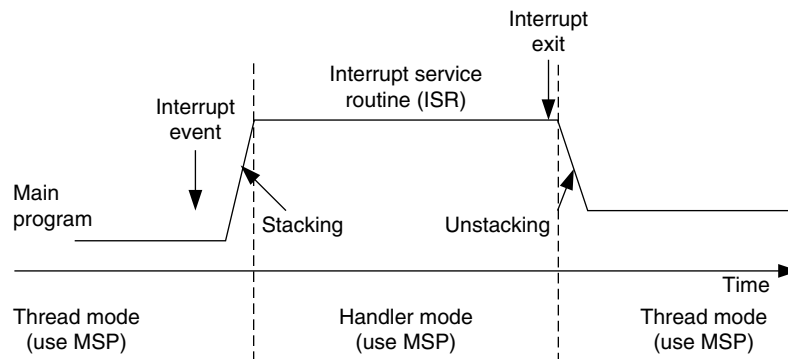 Interrupt
exit
Interrupt service
routine (ISR)
Interrupt
event
Main
program
Stacking
Unstacking
Time
Thread mode
(use MSP)
Handler mode
(use MSP)
Thread mode
(use MSP)